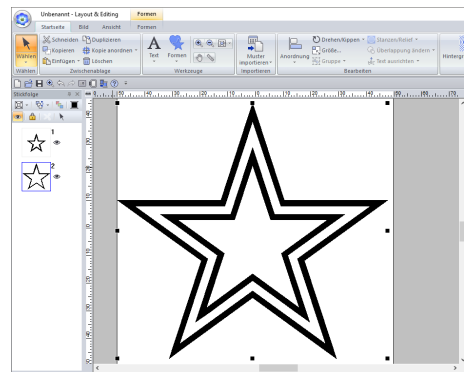 Unbenannt - Layout & Editing Formen
Startseite Bild Ansicht Formen
Wählen Schneiden Duplizieren Text Formen Muster importieren Anordnung Drehen/Kippen Stanzen/Relief
Kopieren Kopie anordnen Größe... Überlappung ändern
Einfügen Löschen Gruppe Text ausrichten Hintergr
Wählen Zwischenablage Werkzeuge Importieren Bearbeiten
Stickfolge
1
2